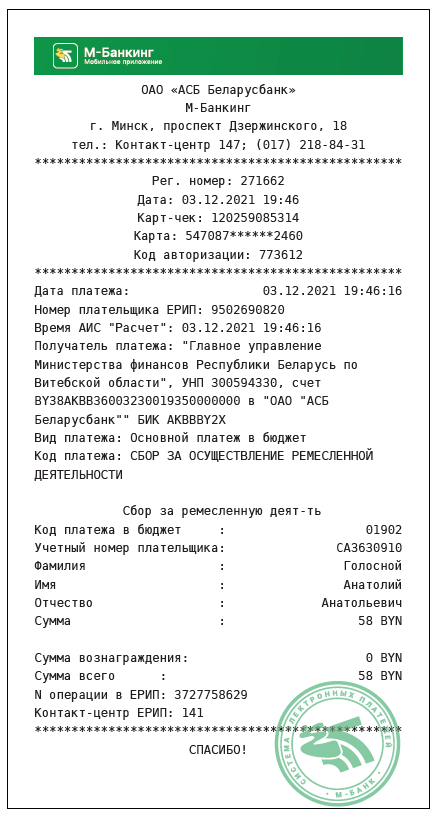 М-Банкинг
Мобильное приложение
ОАО «АСБ Беларусбанк»
М-Банкинг
г. Минск, проспект Дзержинского, 18
тел.: Контакт-центр 147; (017) 218-84-31
**************************************************
Рег. номер: 271662
Дата: 03.12.2021 19:46
Карт-чек: 120259085314
Карта: 547087******2460
Код авторизации: 773612
**************************************************
Дата платежа: 03.12.2021 19:46:16
Номер плательщика ЕРИП: 9502690820
Время АИС "Расчет": 03.12.2021 19:46:16
Получатель платежа: "Главное управление
Министерства финансов Республики Беларусь по
Витебской области", УНП 300594330, счет
BY38AKBB36003230019350000000 в "ОАО "АСБ
Беларусбанк"" БИК AKBBBY2X
Вид платежа: Основной платеж в бюджет
Код платежа: СБОР ЗА ОСУЩЕСТВЛЕНИЕ РЕМЕСЛЕННОЙ
ДЕЯТЕЛЬНОСТИ
Сбор за ремесленную деят-ть
Код платежа в бюджет : 01902
Учетный номер плательщика: CA3630910
Фамилия : Голосной
Имя : Анатолий
Отчество : Анатольевич
Сумма : 58 BYN
Сумма вознаграждения: 0 BYN
Сумма всего : 58 BYN
N операции в ЕРИП: 3727758629
Контакт-центр ЕРИП: 141
**************************************************
СПАСИБО!
СИСТЕМА ЭЛЕКТРОННЫХ ПЛАТЕЖЕЙ
• М-БАНК •